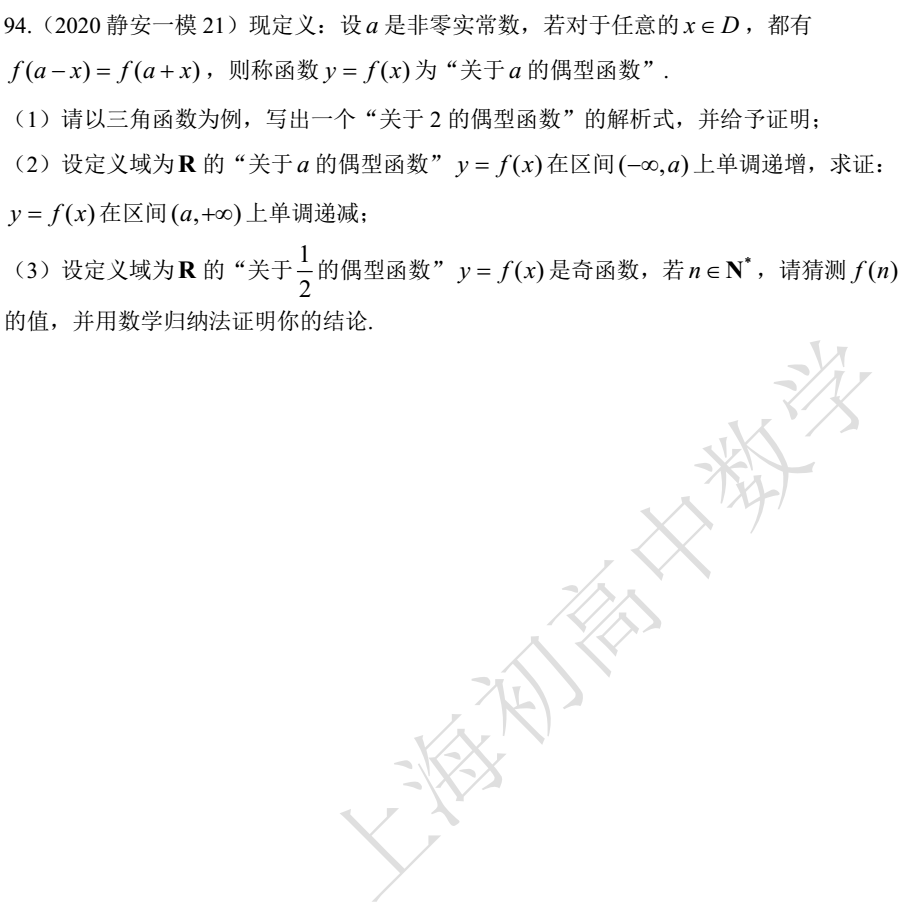 94.（2020 静安一模 21）现定义：设 a 是非零实常数，若对于任意的 x ∈ D ，都有
f(a − x) = f(a + x) ，则称函数 y = f(x) 为“关于 a 的偶型函数”.
（1）请以三角函数为例，写出一个“关于 2 的偶型函数”的解析式，并给予证明；
（2）设定义域为 R 的“关于 a 的偶型函数” y = f(x) 在区间 (−∞,a) 上单调递增，求证：
y = f(x) 在区间 (a,+∞) 上单调递减；
（3）设定义域为 R 的“关于 1/2 的偶型函数” y = f(x) 是奇函数，若 n ∈ N* ，请猜测 f(n)
的值，并用数学归纳法证明你的结论.
上海初高中数学